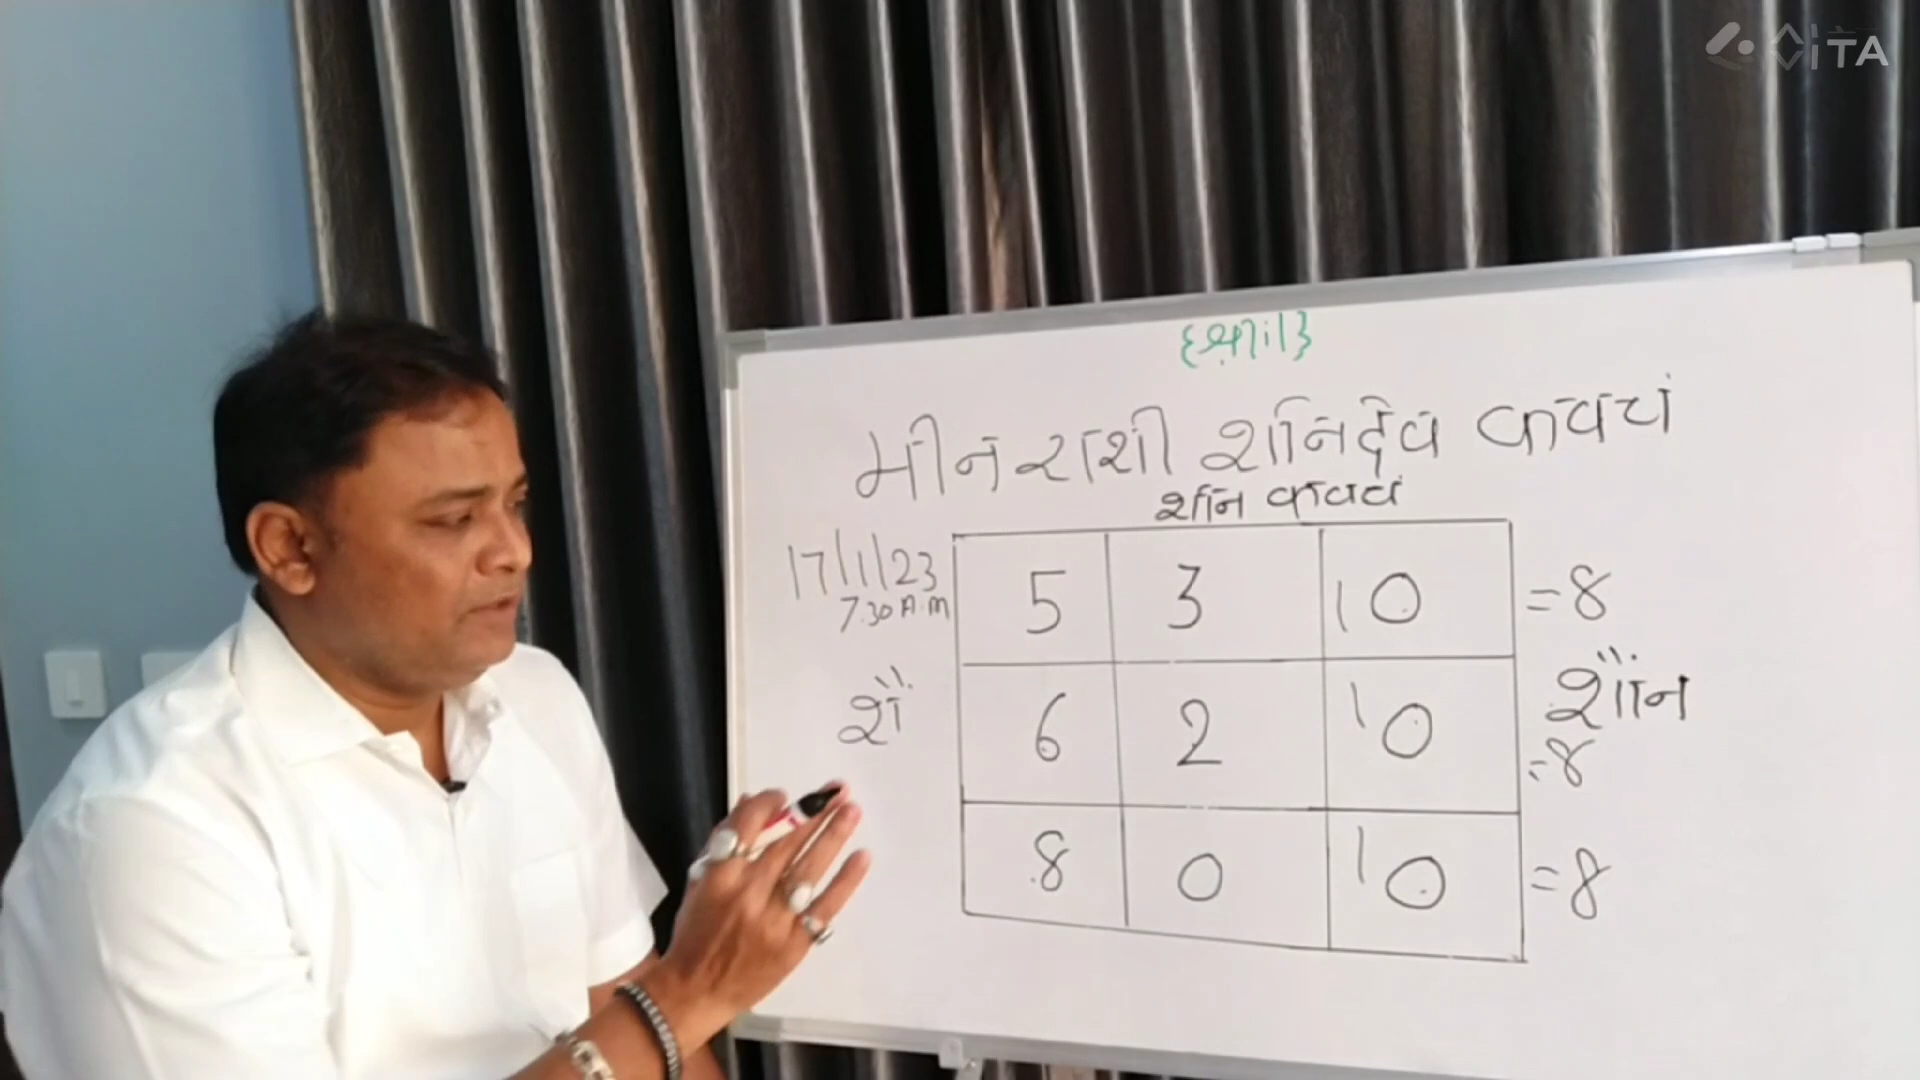 {श्रीः।}
मीन राशी शनिदेव कवचं
शनि कवचं
17/1/23
7.30 A.M
5 3 10 =8
शं
6 2 10 =8
8 0 10 =8